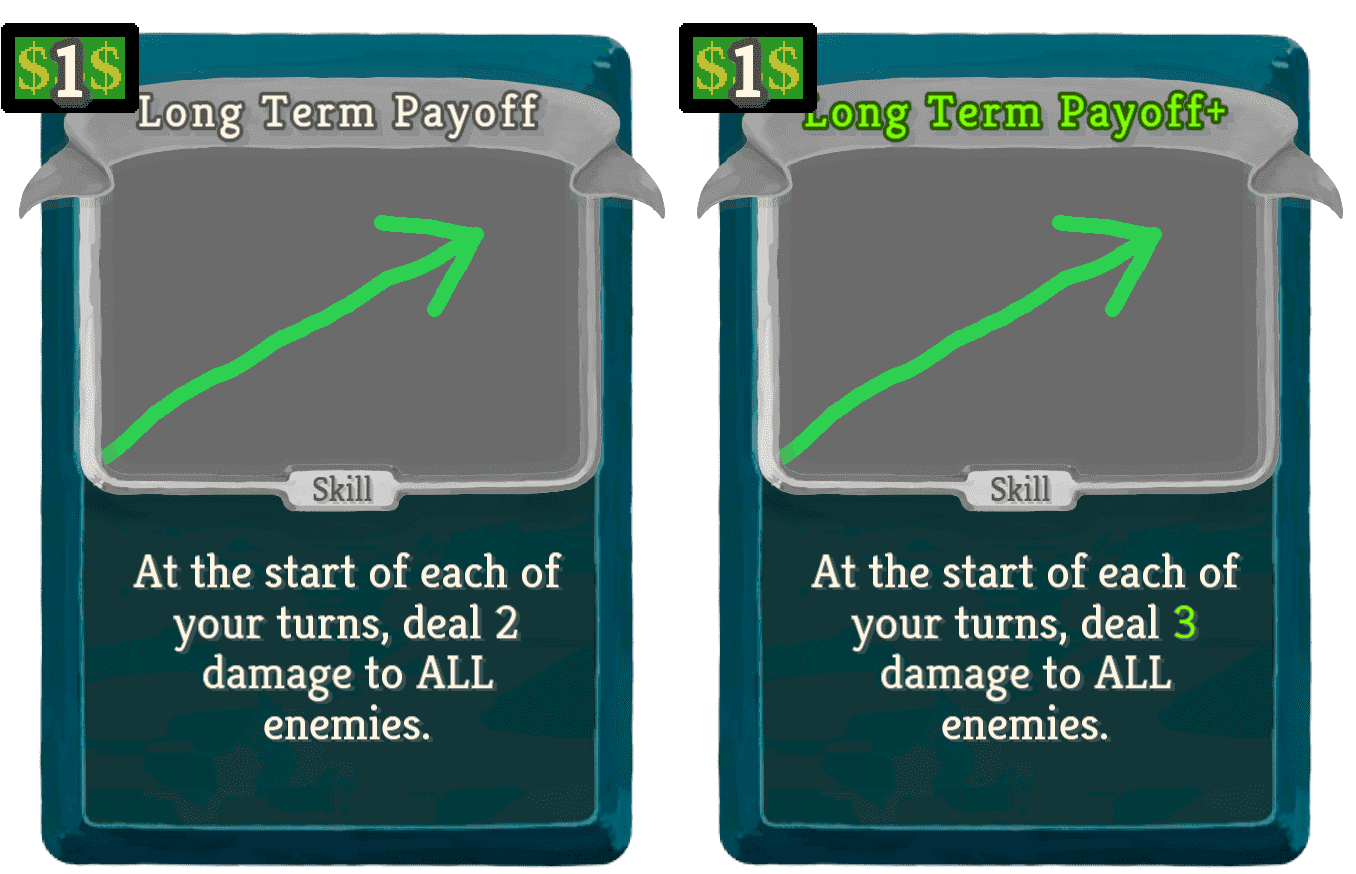 $1$
Long Term Payoff
Skill
At the start of each of
your turns, deal 2
damage to ALL
enemies.
$1$
Long Term Payoff+
Skill
At the start of each of
your turns, deal 3
damage to ALL
enemies.